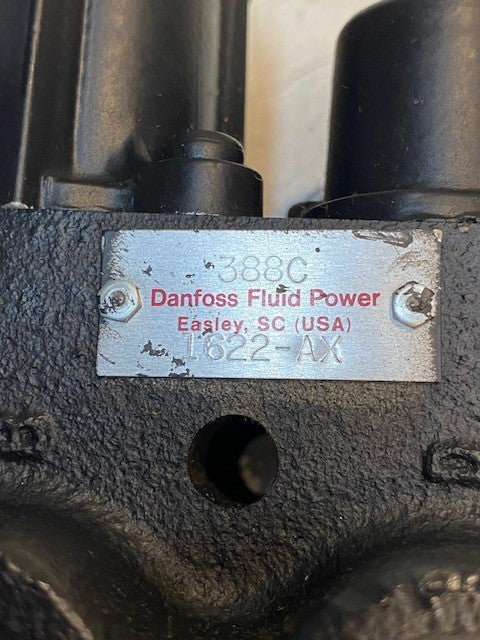 388C
Danfoss Fluid Power
Easley, SC (USA)
1622-AX
B